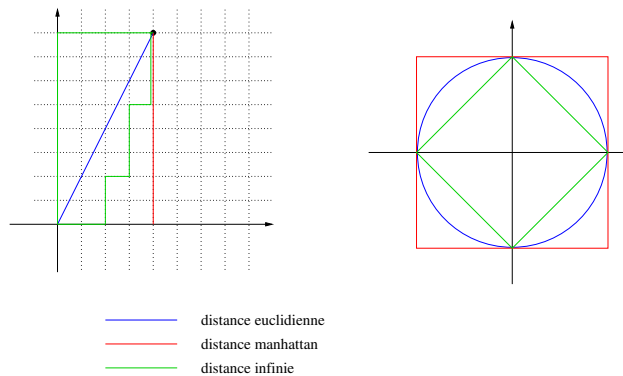 distance euclidienne
distance manhattan
distance infinie